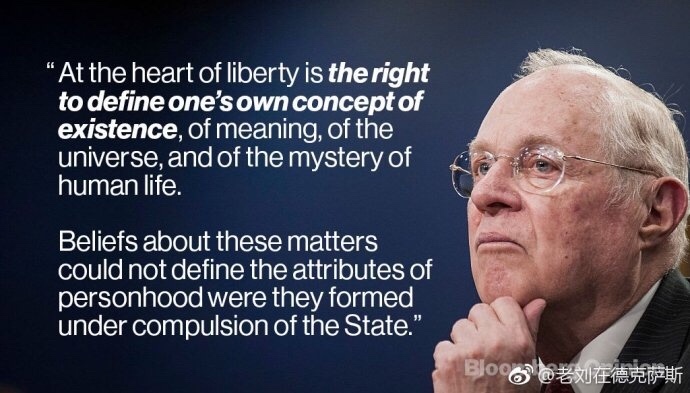 “At the heart of liberty is the right
to define one’s own concept of
existence, of meaning, of the
universe, and of the mystery of
human life.
Beliefs about these matters
could not define the attributes of
personhood were they formed
under compulsion of the State.”
Bloomberg Opinion
@老刘在德克萨斯